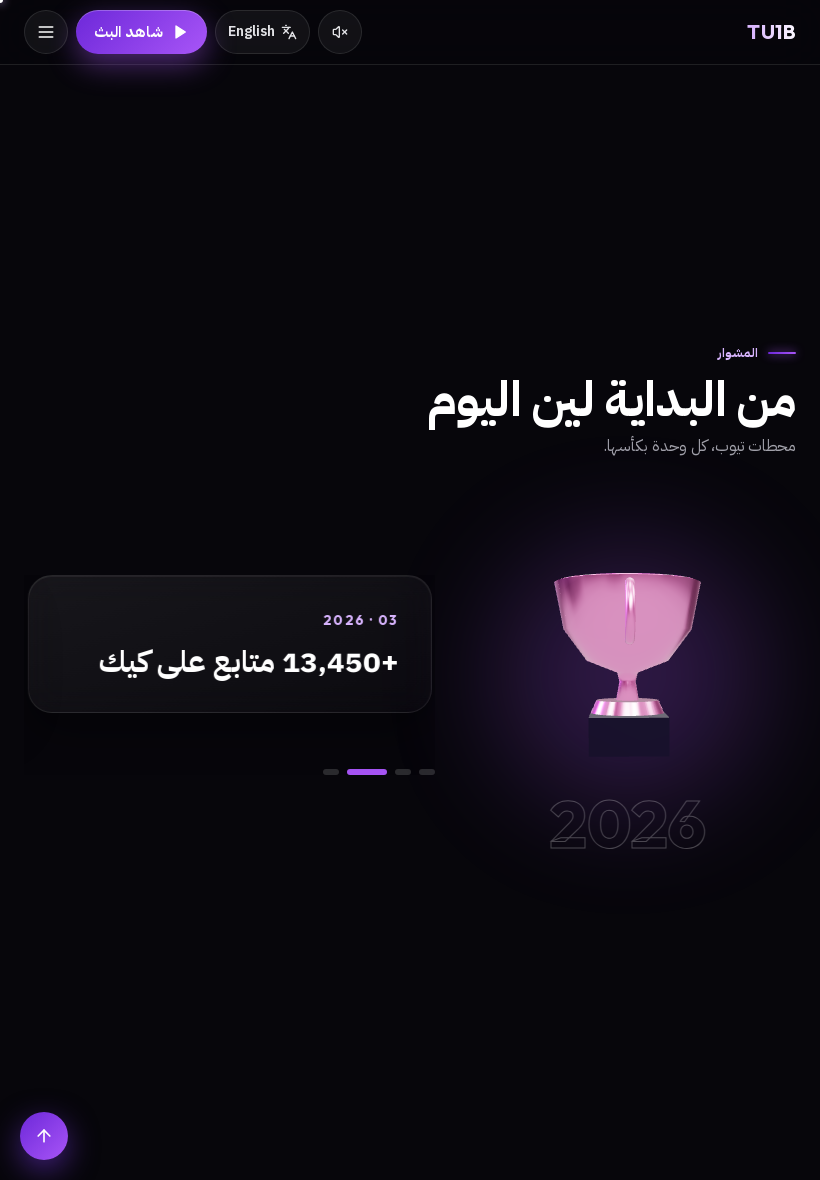 TU1B
English
شاهد البث
المشوار
من البداية لين اليوم
محطات تيوب، كل وحدة بكأسها.
03 · 2026
+13,450 متابع على كيك
2026